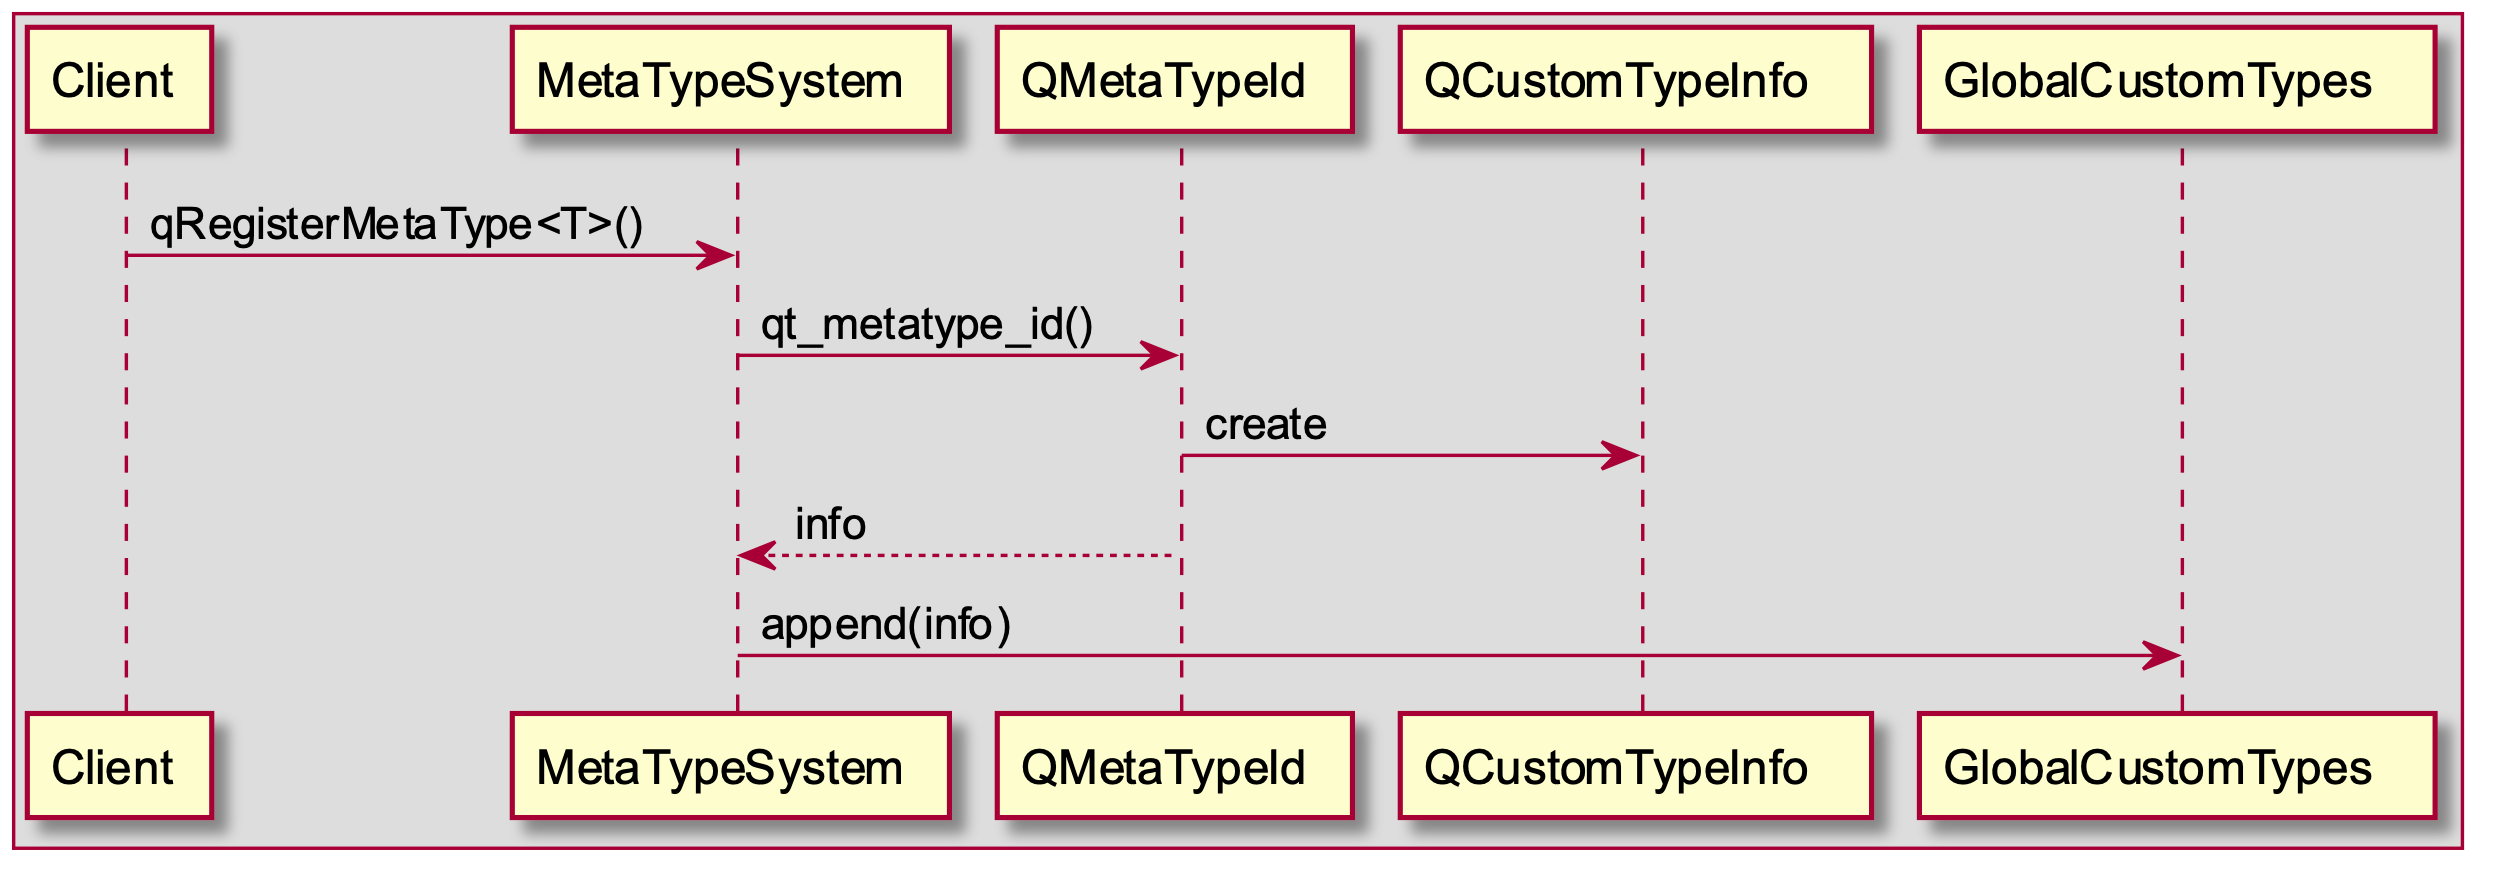 Client
MetaTypeSystem
QMetaTypeId
QCustomTypeInfo
GlobalCustomTypes
qRegisterMetaType<T>()
qt_metatype_id()
create
info
append(info)
Client
MetaTypeSystem
QMetaTypeId
QCustomTypeInfo
GlobalCustomTypes